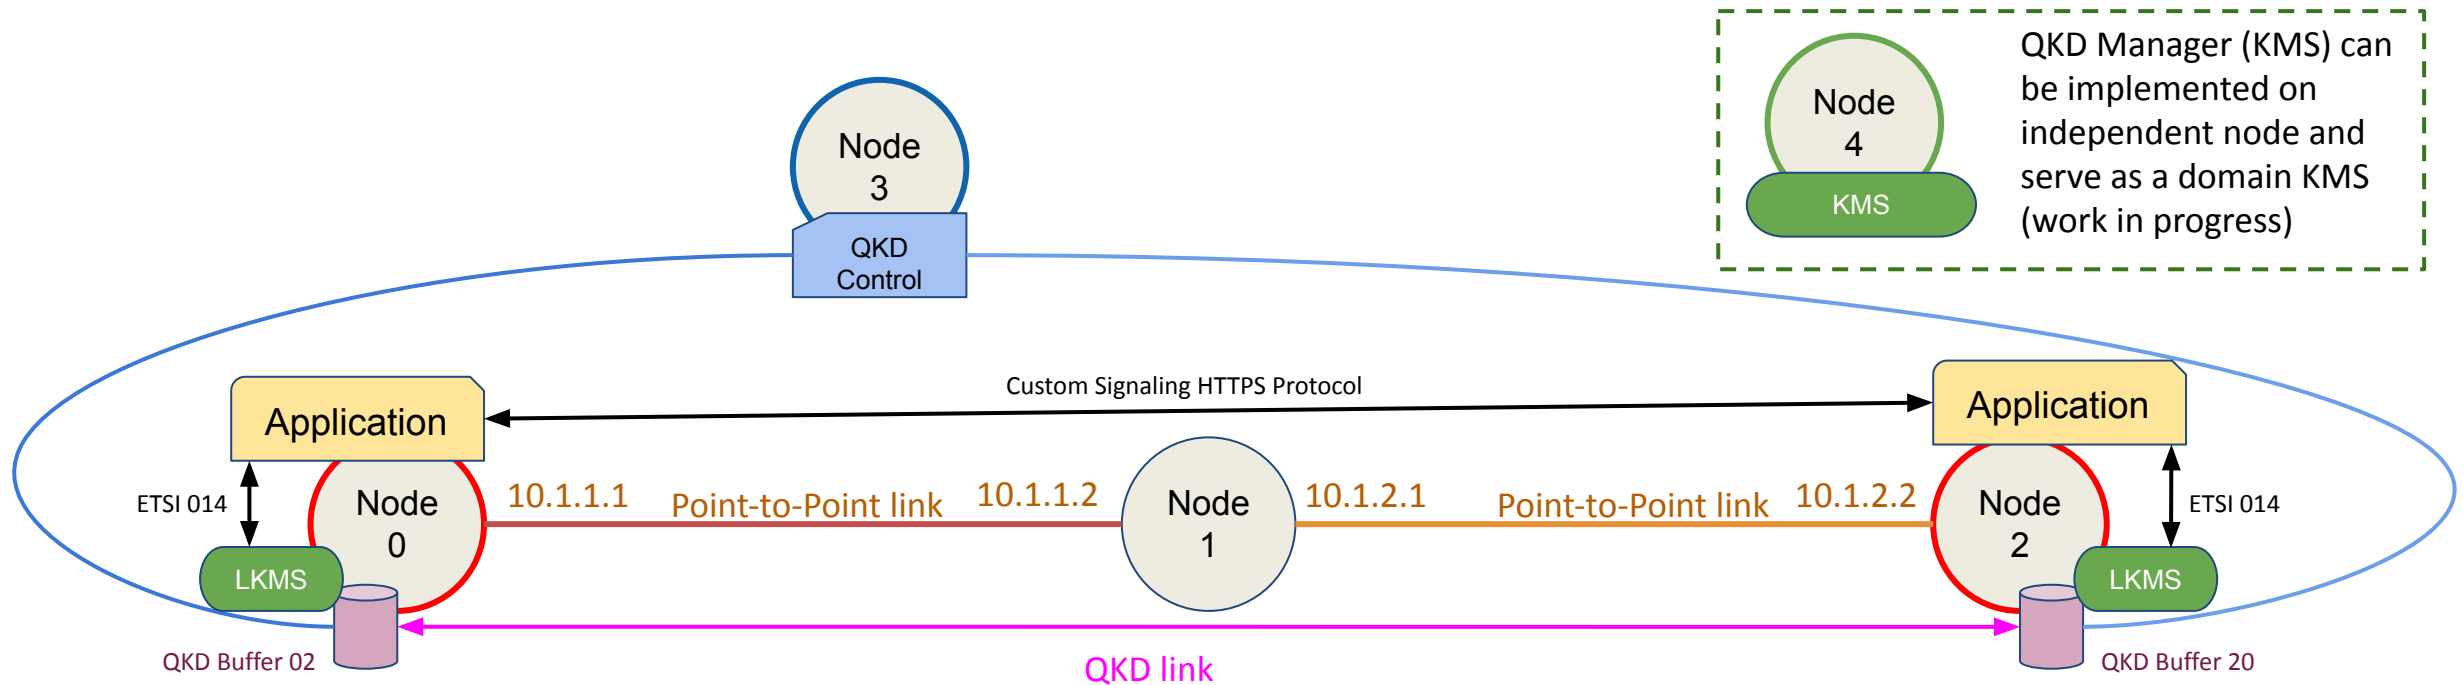 QKD Manager (KMS) can
be implemented on
independent node and
serve as a domain KMS
(work in progress)
Node
4
KMS
Node
3
QKD
Control
Custom Signaling HTTPS Protocol
Application
Application
ETSI 014
ETSI 014
Node
0
10.1.1.1
Point-to-Point link
10.1.1.2
Node
1
10.1.2.1
Point-to-Point link
10.1.2.2
Node
2
LKMS
LKMS
QKD Buffer 02
QKD link
QKD Buffer 20